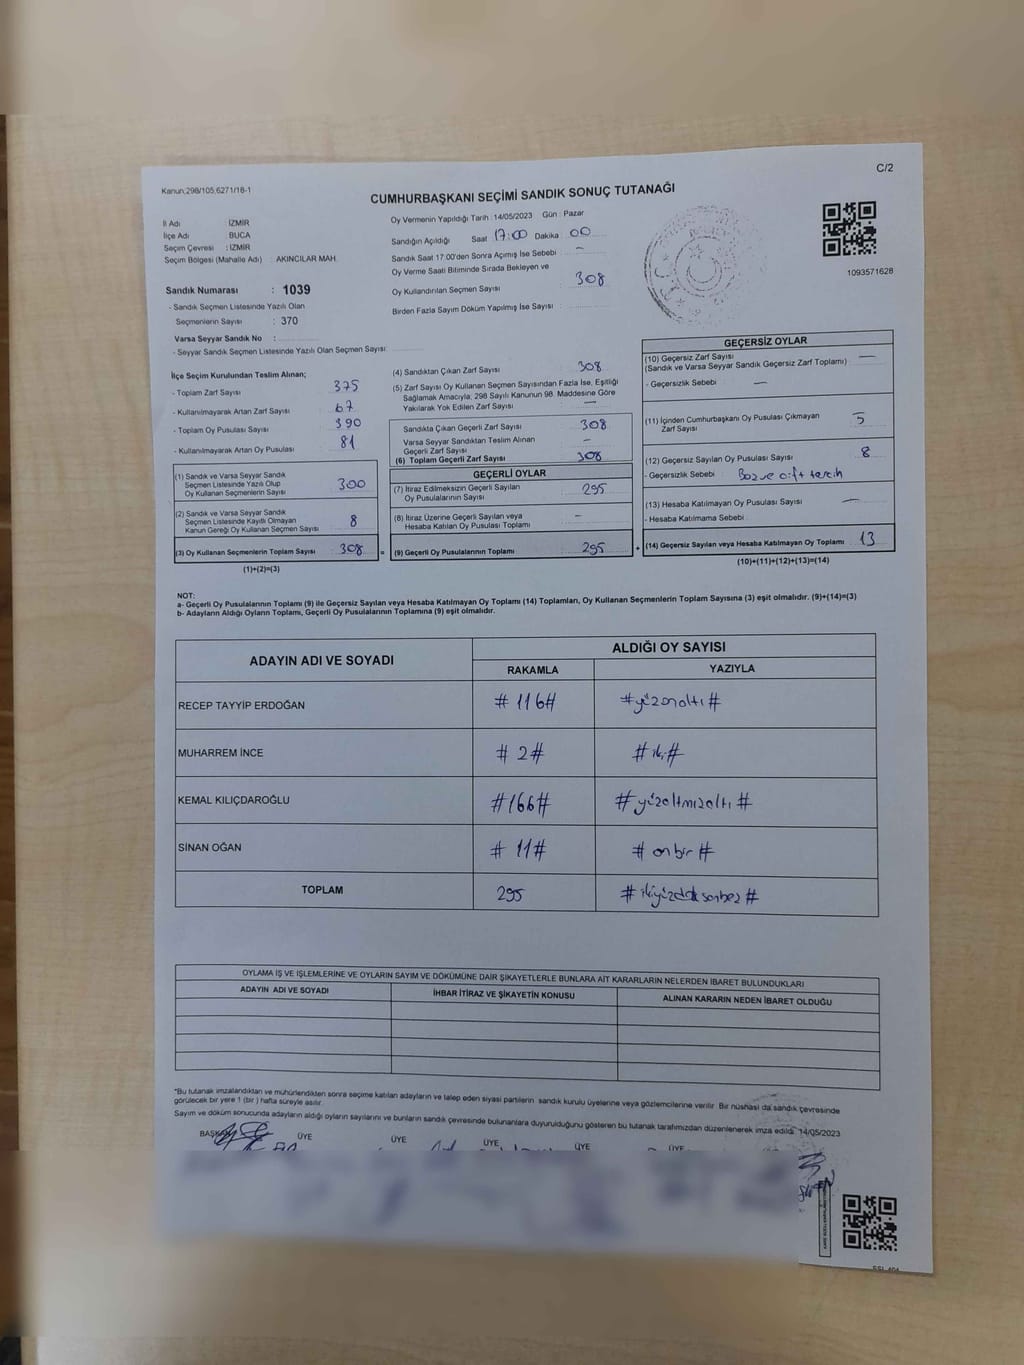 Kanun;298/105,6271/18-1
C/2
CUMHURBAŞKANI SEÇİMİ SANDIK SONUÇ TUTANAĞI
İl Adı : İZMİR
İlçe Adı : BUCA
Seçim Çevresi : İZMİR
Seçim Bölgesi (Mahalle Adı) : AKINCILAR MAH.
Sandık Numarası : 1039
- Sandık Seçmen Listesinde Yazılı Olan
Seçmenlerin Sayısı : 370
Varsa Seyyar Sandık No :
- Seyyar Sandık Seçmen Listesinde Yazılı Olan Seçmen Sayısı:
Oy Vermenin Yapıldığı Tarih : 14/05/2023 Gün : Pazar
Sandığın Açıldığı Saat 17:00 Dakika 00
Sandık Saat 17:00'den Sonra Açılmış İse Sebebi : —
Oy Verme Saati Bitiminde Sırada Bekleyen ve
Oy Kullandırılan Seçmen Sayısı : 308
Birden Fazla Sayım Döküm Yapılmış İse Sayısı :
1093571628
İlçe Seçim Kurulundan Teslim Alınan;
- Toplam Zarf Sayısı : 375
- Kullanılmayarak Artan Zarf Sayısı : 67
- Toplam Oy Pusulası Sayısı : 390
- Kullanılmayarak Artan Oy Pusulası : 81
(1) Sandık ve Varsa Seyyar Sandık
Seçmen Listesinde Yazılı Olup
Oy Kullanan Seçmenlerin Sayısı 300
(2) Sandık ve Varsa Seyyar Sandık
Seçmen Listesinde Kayıtlı Olmayan
Kanun Gereği Oy Kullanan Seçmen Sayısı 8
(3) Oy Kullanan Seçmenlerin Toplam Sayısı 308 =
(1)+(2)=(3)
(4) Sandıktan Çıkan Zarf Sayısı : 308
(5) Zarf Sayısı Oy Kullanan Seçmen Sayısından Fazla İse, Eşitliği
Sağlamak Amacıyla; 298 Sayılı Kanunun 98. Maddesine Göre
Yakılarak Yok Edilen Zarf Sayısı : —
Sandıkta Çıkan Geçerli Zarf Sayısı : 308
Varsa Seyyar Sandıktan Teslim Alınan
Geçerli Zarf Sayısı : –
(6) Toplam Geçerli Zarf Sayısı : 308
GEÇERLİ OYLAR
(7) İtiraz Edilmeksizin Geçerli Sayılan
Oy Pusulalarının Sayısı : 295
(8) İtiraz Üzerine Geçerli Sayılan veya
Hesaba Katılan Oy Pusulası Toplamı : –
(9) Geçerli Oy Pusulalarının Toplamı : 295 +
GEÇERSİZ OYLAR
(10) Geçersiz Zarf Sayısı —
(Sandık ve Varsa Seyyar Sandık Geçersiz Zarf Toplamı) :
- Geçersizlik Sebebi : —
(11) İçinden Cumhurbaşkanı Oy Pusulası Çıkmayan
Zarf Sayısı : 5
(12) Geçersiz Sayılan Oy Pusulası Sayısı : 8
- Geçersizlik Sebebi : Boş ve çift tercih
(13) Hesaba Katılmayan Oy Pusulası Sayısı : —
- Hesaba Katılmama Sebebi :
(14) Geçersiz Sayılan veya Hesaba Katılmayan Oy Toplamı : 13
(10)+(11)+(12)+(13)=(14)
NOT:
a- Geçerli Oy Pusulalarının Toplamı (9) ile Geçersiz Sayılan veya Hesaba Katılmayan Oy Toplamı (14) Toplamları, Oy Kullanan Seçmenlerin Toplam Sayısına (3) eşit olmalıdır. (9)+(14)=(3)
b- Adayların Aldığı Oyların Toplamı, Geçerli Oy Pusulalarının Toplamına (9) eşit olmalıdır.
ADAYIN ADI VE SOYADI ALDIĞI OY SAYISI
RAKAMLA YAZIYLA
RECEP TAYYİP ERDOĞAN #116# #yüzonaltı#
MUHARREM İNCE #2# #iki#
KEMAL KILIÇDAROĞLU #166# #yüzaltmışaltı#
SİNAN OĞAN #11# #onbir#
TOPLAM 295 #ikiyüzdoksanbeş#
OYLAMA İŞ VE İŞLEMLERİNE VE OYLARIN SAYIM VE DÖKÜMÜNE DAİR ŞİKAYETLERLE BUNLARA AİT KARARLARIN NELERDEN İBARET BULUNDUKLARI
ADAYIN ADI VE SOYADI İHBAR İTİRAZ VE ŞİKAYETİN KONUSU ALINAN KARARIN NEDEN İBARET OLDUĞU
*Bu tutanak imzalandıktan ve mühürlendikten sonra seçime katılan adayların ve talep eden siyasi partilerin sandık kurulu üyelerine veya gözlemcilerine verilir. Bir nüshası da sandık çevresinde
görülecek bir yere 1 (bir ) hafta süreyle asılır.
Sayım ve döküm sonucunda adayların aldığı oyların sayılarını ve bunların sandık çevresinde bulunanlara duyurulduğunu gösteren bu tutanak tarafımızdan düzenlenerek imza edildi. 14/05/2023
BAŞKAN ÜYE ÜYE ÜYE ÜYE ÜYE